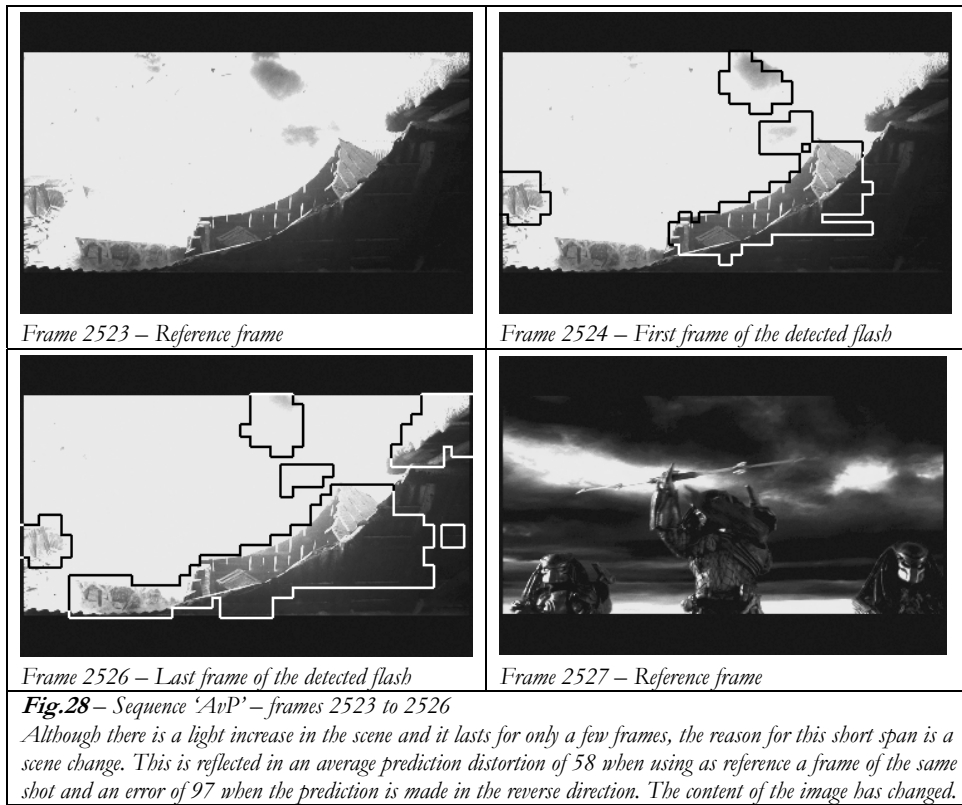 Frame 2523 – Reference frame
Frame 2524 – First frame of the detected flash
Frame 2526 – Last frame of the detected flash
Frame 2527 – Reference frame
Fig.28 – Sequence ‘AvP’ – frames 2523 to 2526
Although there is a light increase in the scene and it lasts for only a few frames, the reason for this short span is a
scene change. This is reflected in an average prediction distortion of 58 when using as reference a frame of the same
shot and an error of 97 when the prediction is made in the reverse direction. The content of the image has changed.